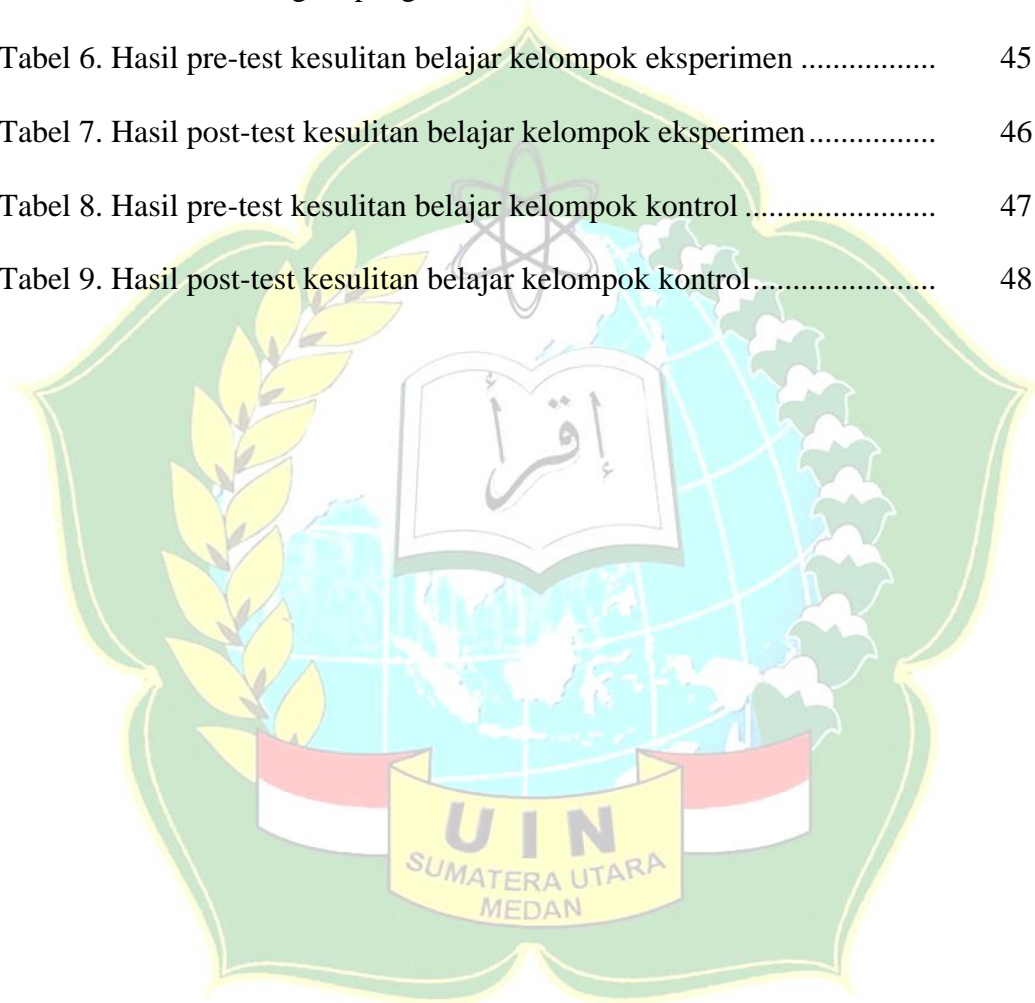 Tabel 6. Hasil pre-test kesulitan belajar kelompok eksperimen ................. 45
Tabel 7. Hasil post-test kesulitan belajar kelompok eksperimen................ 46
Tabel 8. Hasil pre-test kesulitan belajar kelompok kontrol ........................ 47
Tabel 9. Hasil post-test kesulitan belajar kelompok kontrol....................... 48
إقرأ
UIN
SUMATERA UTARA
MEDAN